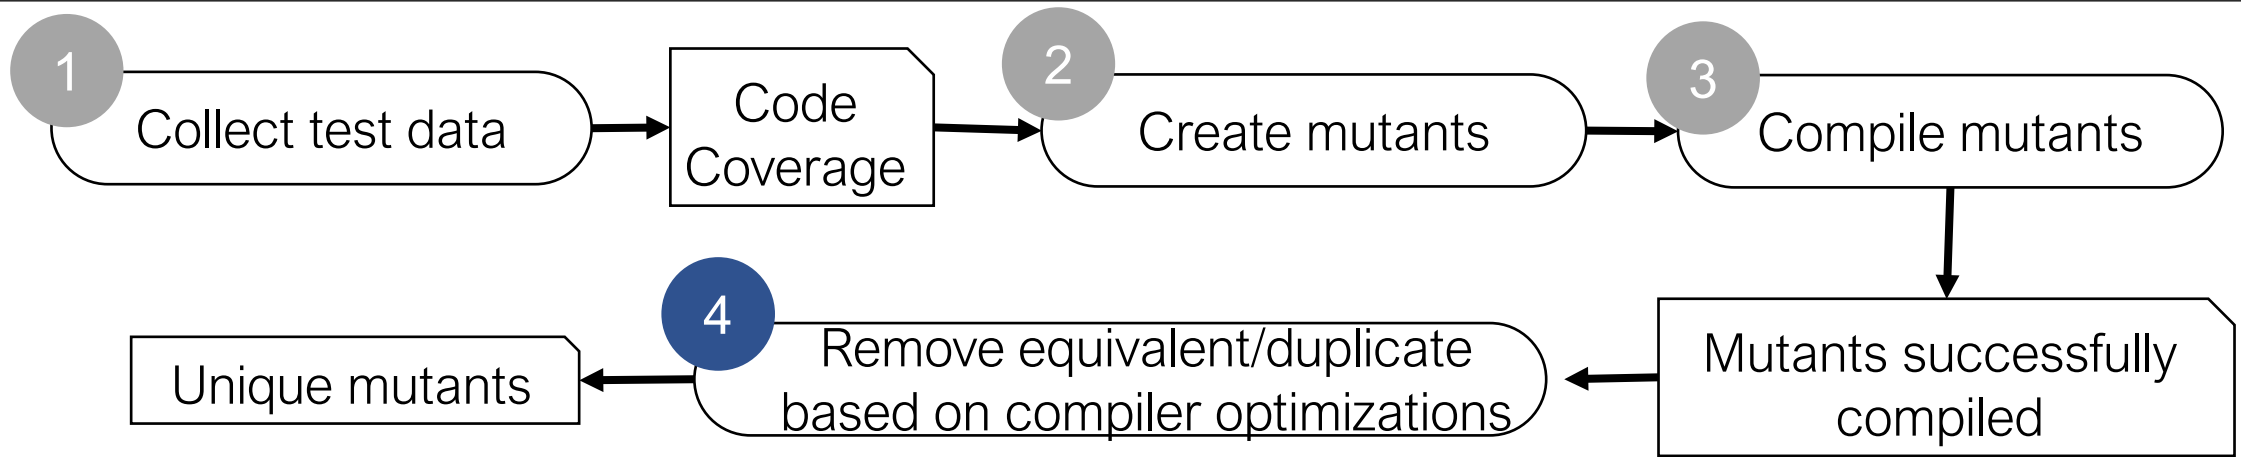 1
Collect test data
Code
Coverage
2
Create mutants
3
Compile mutants
Mutants successfully
compiled
4
Remove equivalent/duplicate
based on compiler optimizations
Unique mutants